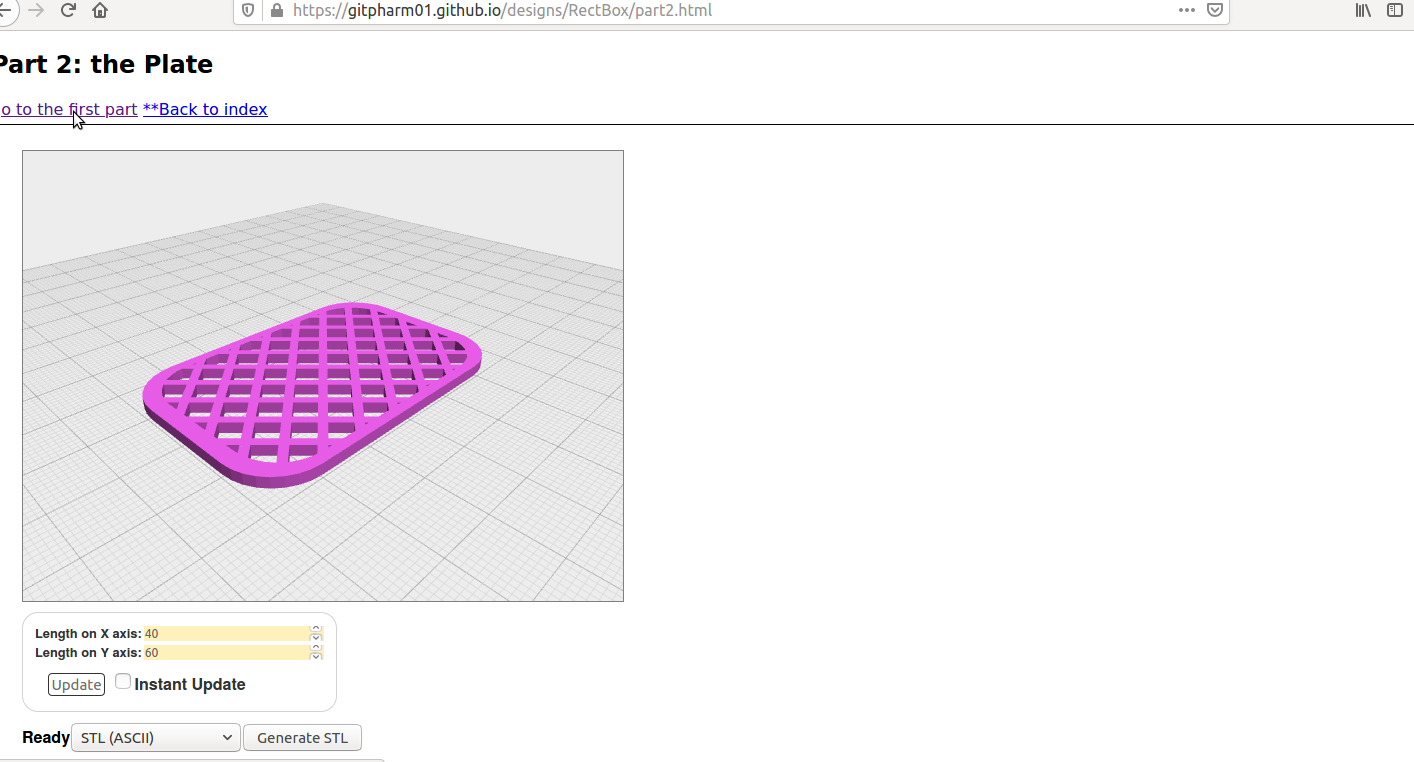 https://gitpharm01.github.io/designs/RectBox/part2.html
Part 2: the Plate
o to the first part **Back to index
Length on X axis: 40
Length on Y axis: 60
Update Instant Update
Ready STL (ASCII) Generate STL